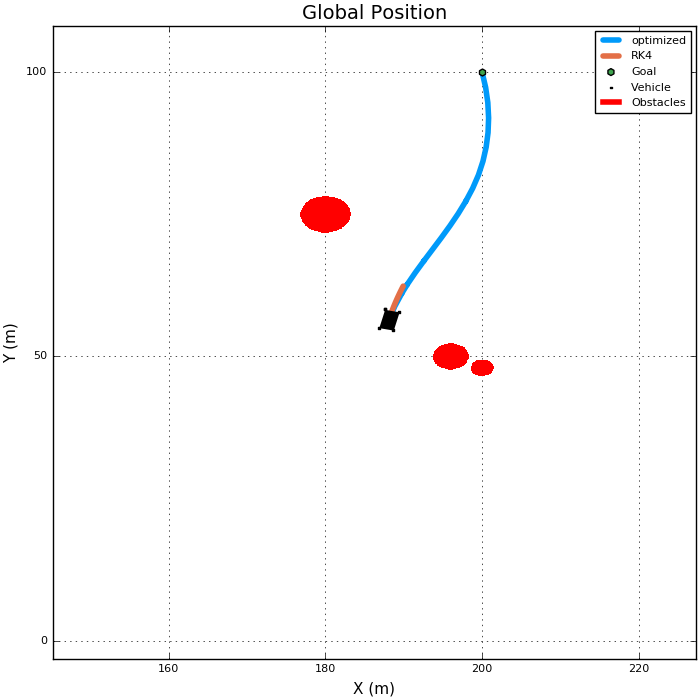 Global Position
optimized
RK4
Goal
Vehicle
Obstacles
100
50
0
Y (m)
160
180
200
220
X (m)